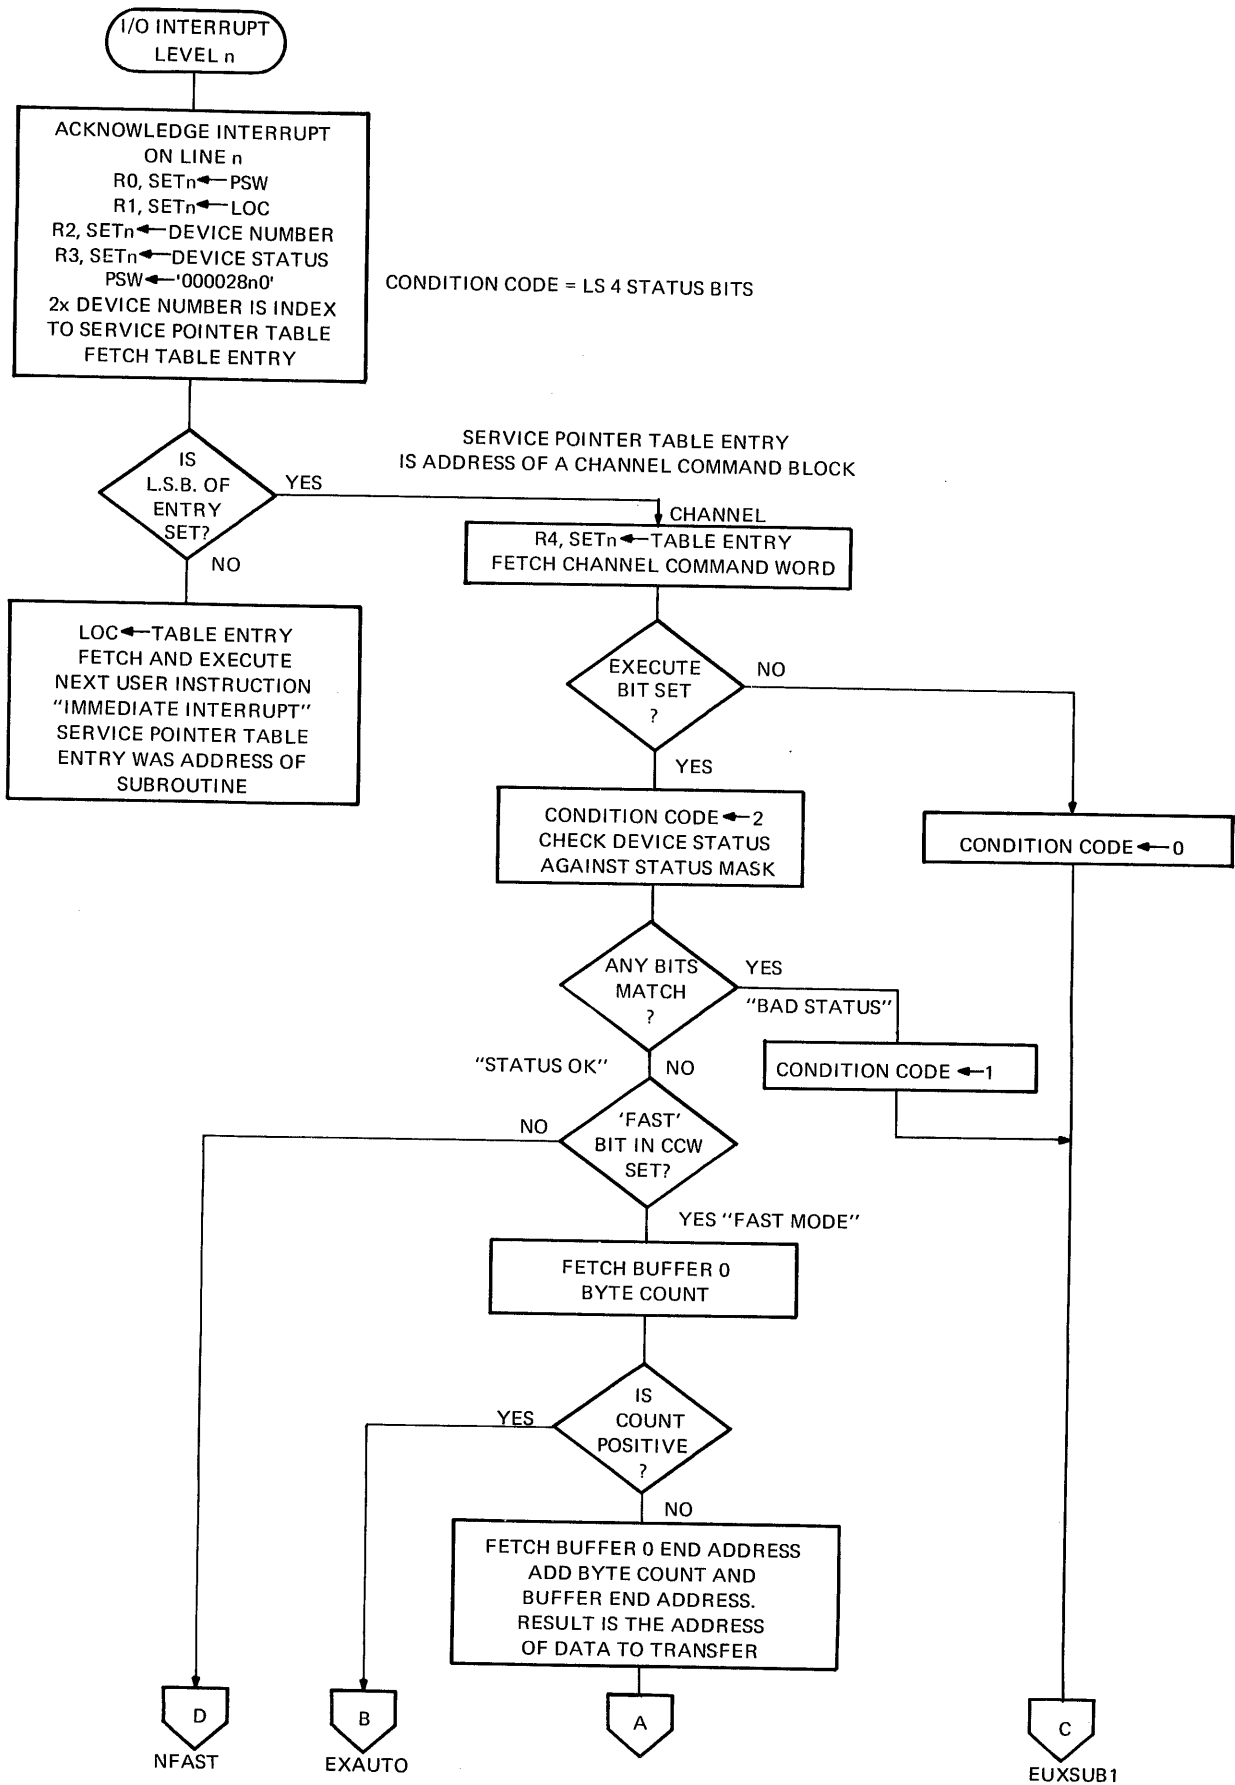 I/O INTERRUPT
LEVEL n
ACKNOWLEDGE INTERRUPT
ON LINE n
R0, SETn←PSW
R1, SETn←LOC
R2, SETn←DEVICE NUMBER
R3, SETn←DEVICE STATUS
PSW←'000028n0'
2x DEVICE NUMBER IS INDEX
TO SERVICE POINTER TABLE
FETCH TABLE ENTRY
CONDITION CODE = LS 4 STATUS BITS
IS
L.S.B. OF
ENTRY
SET?
YES
NO
SERVICE POINTER TABLE ENTRY
IS ADDRESS OF A CHANNEL COMMAND BLOCK
CHANNEL
R4, SETn←TABLE ENTRY
FETCH CHANNEL COMMAND WORD
LOC←TABLE ENTRY
FETCH AND EXECUTE
NEXT USER INSTRUCTION
"IMMEDIATE INTERRUPT"
SERVICE POINTER TABLE
ENTRY WAS ADDRESS OF
SUBROUTINE
EXECUTE
BIT SET
?
NO
YES
CONDITION CODE←2
CHECK DEVICE STATUS
AGAINST STATUS MASK
CONDITION CODE←0
ANY BITS
MATCH
?
YES
"BAD STATUS"
"STATUS OK"
NO
CONDITION CODE ←1
'FAST'
BIT IN CCW
SET?
NO
YES "FAST MODE"
FETCH BUFFER 0
BYTE COUNT
IS
COUNT
POSITIVE
?
YES
NO
FETCH BUFFER 0 END ADDRESS
ADD BYTE COUNT AND
BUFFER END ADDRESS.
RESULT IS THE ADDRESS
OF DATA TO TRANSFER
D
NFAST
B
EXAUTO
A
C
EUXSUB1